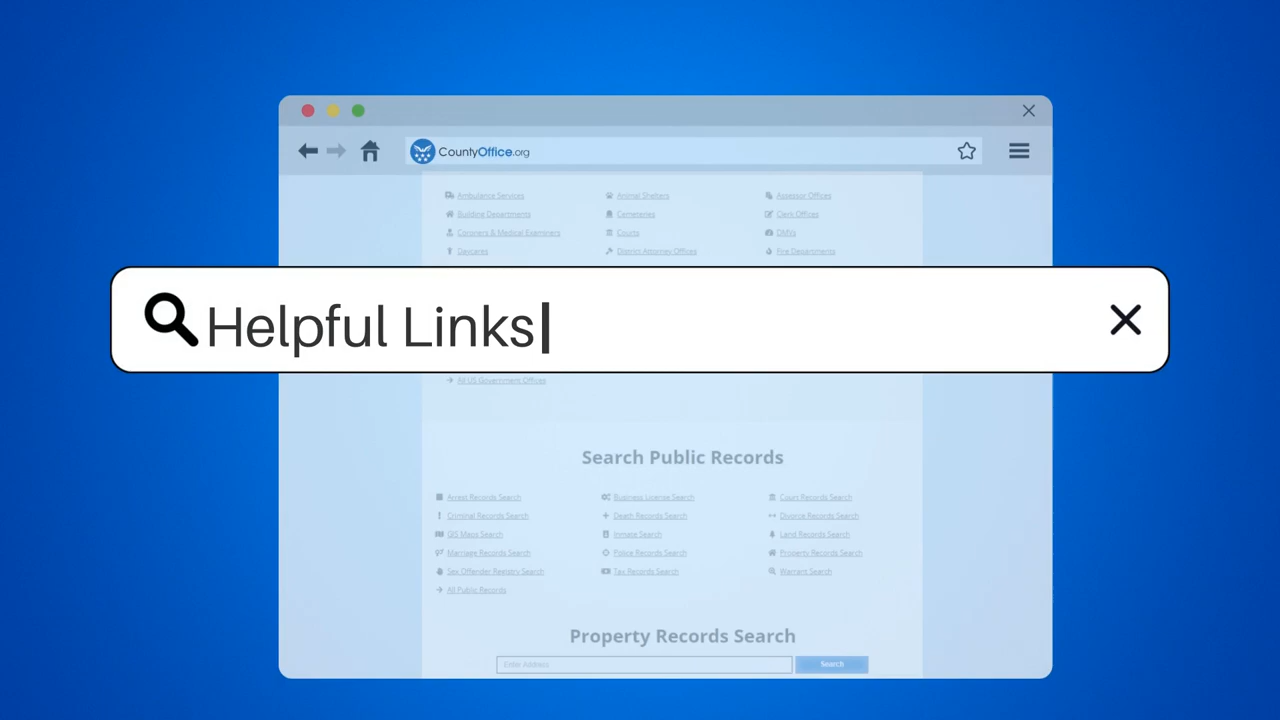 CountyOffice.org
Ambulance Services Animal Shelters Assessor Offices
Building Departments Cemeteries Clerk Offices
Coroners & Medical Examiners Courts DMVs
Daycares District Attorney Offices Fire Departments
Helpful Links
All US Government Offices
Search Public Records
Arrest Records Search Business License Search Court Records Search
Criminal Records Search Death Records Search Divorce Records Search
GIS Maps Search Inmate Search Land Records Search
Marriage Records Search Police Records Search Property Records Search
Sex Offender Registry Search Tax Records Search Warrant Search
All Public Records
Property Records Search
Enter Address Search